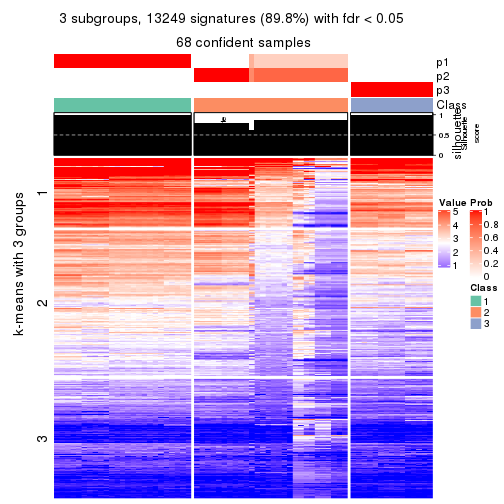 3 subgroups, 13249 signatures (89.8%) with fdr < 0.05
68 confident samples
p1
p2
p3
Class
1
0.5
0
silhouette
Silhouette
score
k-means with 3 groups
1
2
3
Value
5
4
3
2
1
Prob
1
0.8
0.6
0.4
0.2
0
Class
1
2
3